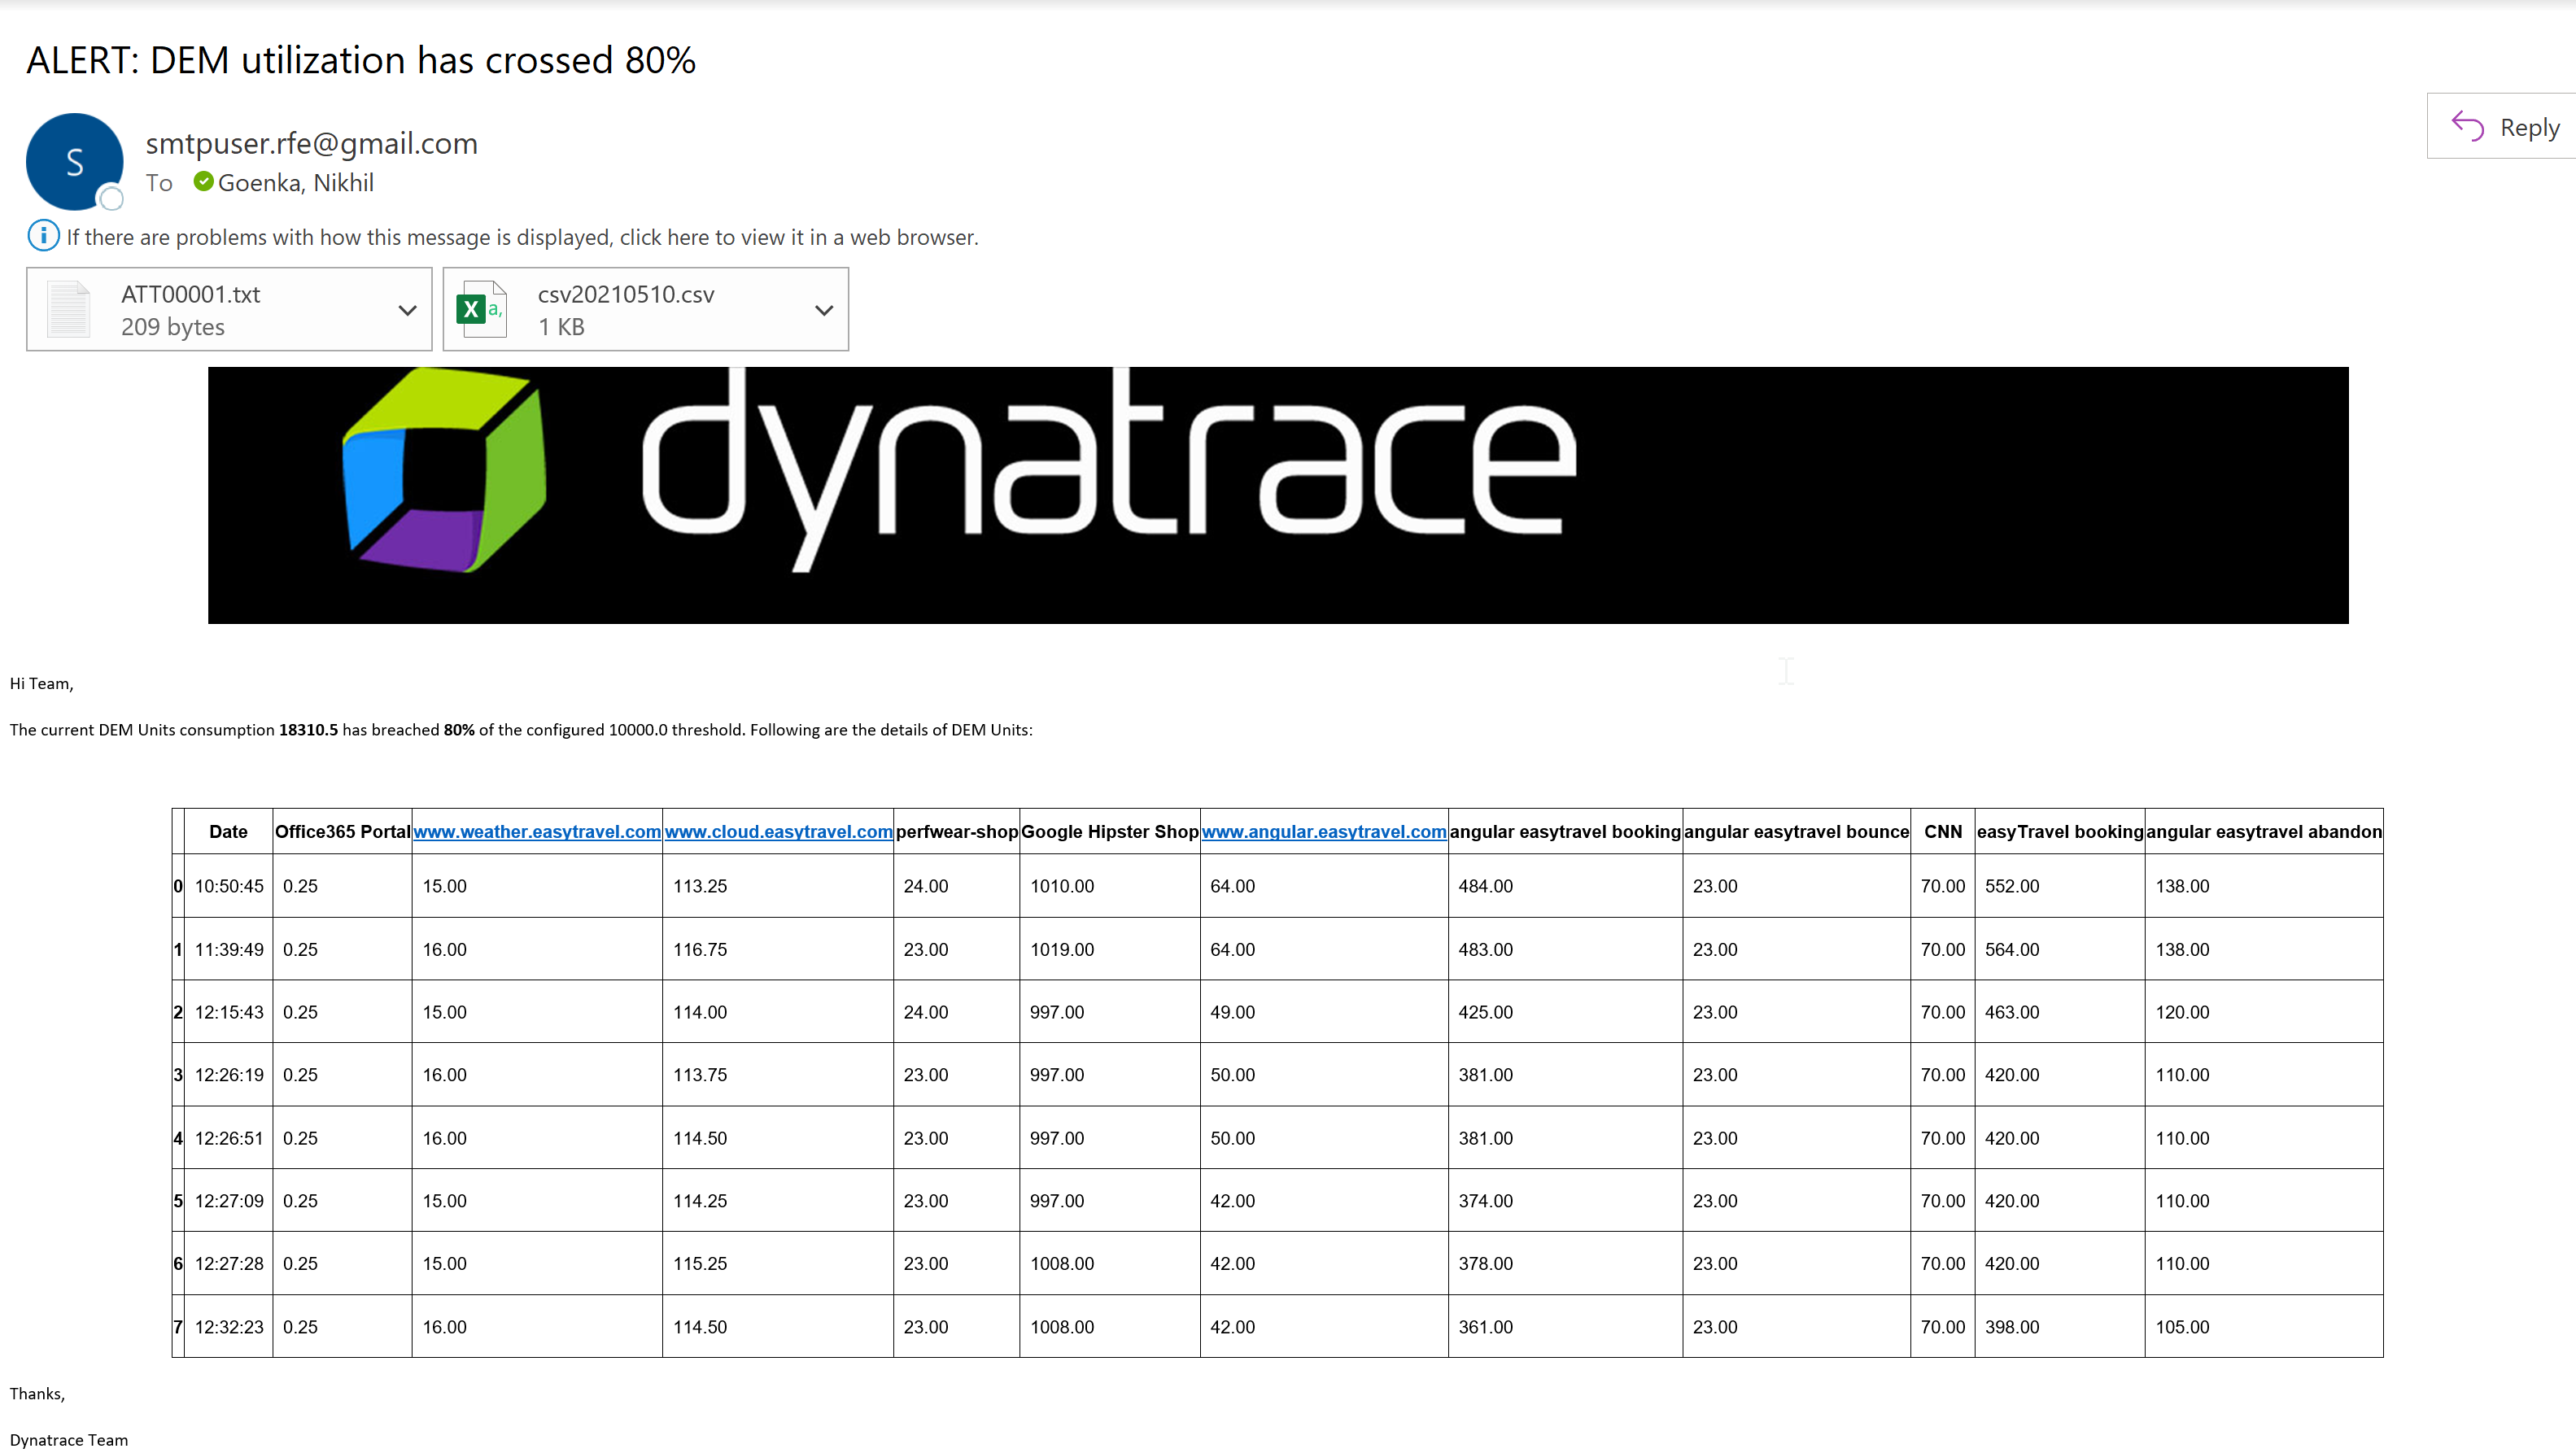 ALERT: DEM utilization has crossed 80%
Reply
S
smtpuser.rfe@gmail.com
To Goenka, Nikhil
If there are problems with how this message is displayed, click here to view it in a web browser.
ATT00001.txt
209 bytes
csv20210510.csv
1 KB
dynatrace
Hi Team,
The current DEM Units consumption 18310.5 has breached 80% of the configured 10000.0 threshold. Following are the details of DEM Units:
Date Office365 Portal www.weather.easytravel.com www.cloud.easytravel.com perfwear-shop Google Hipster Shop www.angular.easytravel.com angular easytravel booking angular easytravel bounce CNN easyTravel booking angular easytravel abandon
0 10:50:45 0.25 15.00 113.25 24.00 1010.00 64.00 484.00 23.00 70.00 552.00 138.00
1 11:39:49 0.25 16.00 116.75 23.00 1019.00 64.00 483.00 23.00 70.00 564.00 138.00
2 12:15:43 0.25 15.00 114.00 24.00 997.00 49.00 425.00 23.00 70.00 463.00 120.00
3 12:26:19 0.25 16.00 113.75 23.00 997.00 50.00 381.00 23.00 70.00 420.00 110.00
4 12:26:51 0.25 16.00 114.50 23.00 997.00 50.00 381.00 23.00 70.00 420.00 110.00
5 12:27:09 0.25 15.00 114.25 23.00 997.00 42.00 374.00 23.00 70.00 420.00 110.00
6 12:27:28 0.25 15.00 115.25 23.00 1008.00 42.00 378.00 23.00 70.00 420.00 110.00
7 12:32:23 0.25 16.00 114.50 23.00 1008.00 42.00 361.00 23.00 70.00 398.00 105.00
Thanks,
Dynatrace Team